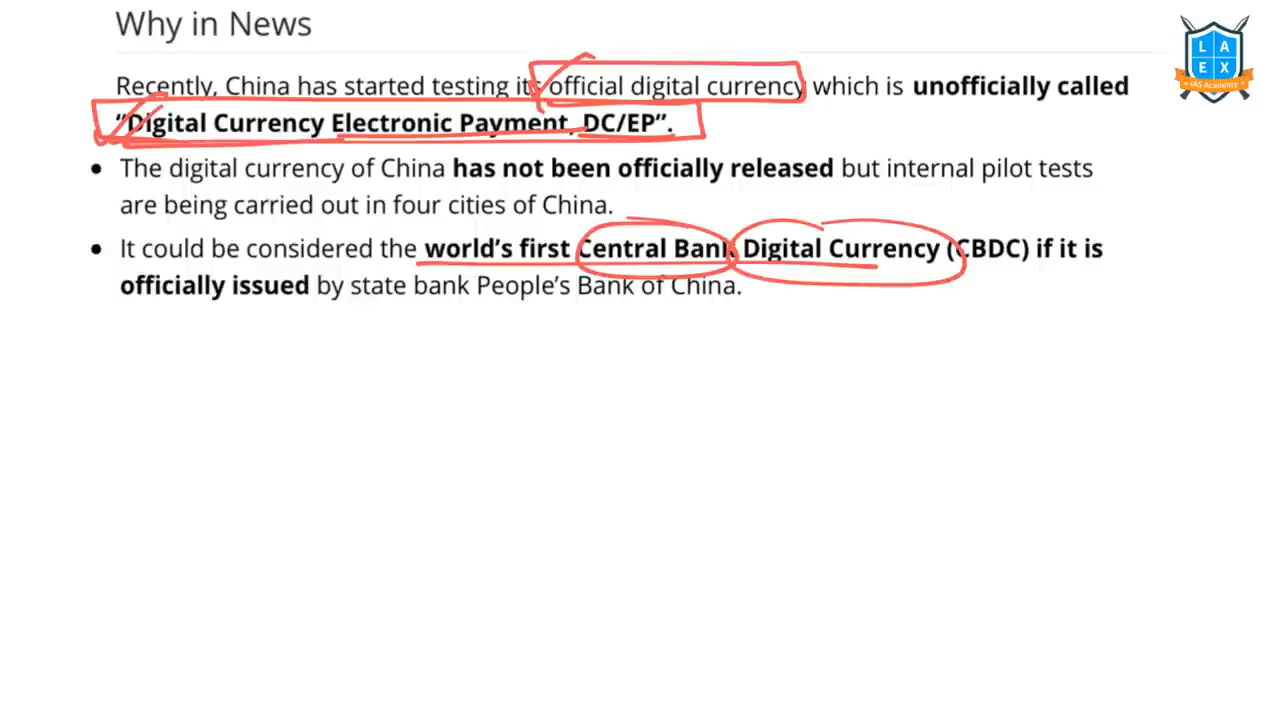 Why in News
Recently, China has started testing its official digital currency which is unofficially called
“Digital Currency Electronic Payment, DC/EP”.
• The digital currency of China has not been officially released but internal pilot tests
are being carried out in four cities of China.
• It could be considered the world’s first Central Bank Digital Currency (CBDC) if it is
officially issued by state bank People’s Bank of China.
L A
E X
IAS Academy